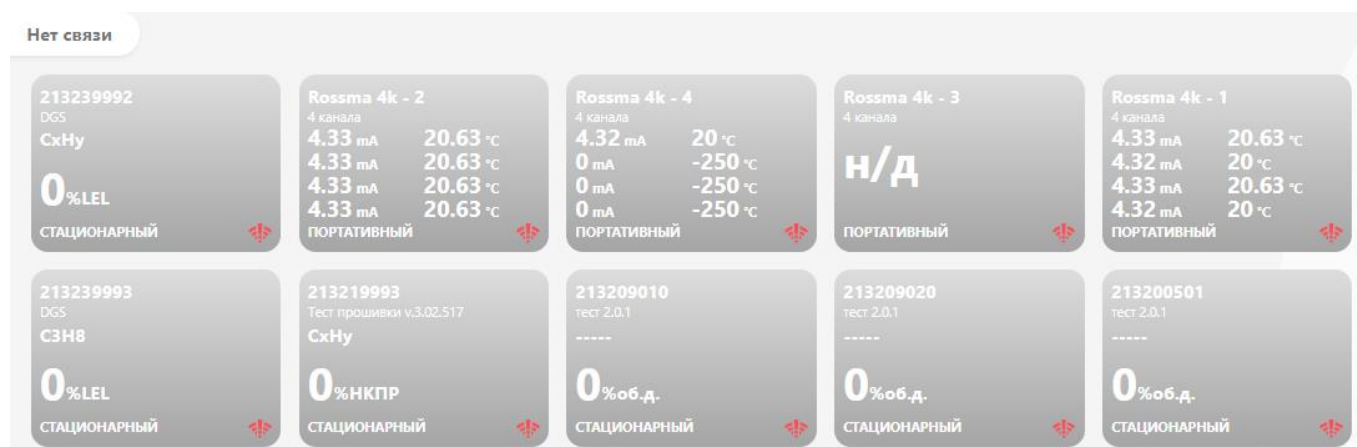 Нет связи
213239992
DGS
CxHy
0 %LEL
СТАЦИОНАРНЫЙ
Rossma 4k - 2
4 канала
4.33 mA 20.63 °C
4.33 mA 20.63 °C
4.33 mA 20.63 °C
4.33 mA 20.63 °C
ПОРТАТИВНЫЙ
Rossma 4k - 4
4 канала
4.32 mA 20 °C
0 mA -250 °C
0 mA -250 °C
0 mA -250 °C
ПОРТАТИВНЫЙ
Rossma 4k - 3
4 канала
н/д
ПОРТАТИВНЫЙ
Rossma 4k - 1
4 канала
4.33 mA 20.63 °C
4.32 mA 20 °C
4.33 mA 20.63 °C
4.32 mA 20 °C
ПОРТАТИВНЫЙ
213239993
DGS
C3H8
0 %LEL
СТАЦИОНАРНЫЙ
213219993
Тест прошивки v.3.02.517
CxHy
0 %НКПР
СТАЦИОНАРНЫЙ
213209010
тест 2.0.1
-----
0 %об.д.
СТАЦИОНАРНЫЙ
213209020
тест 2.0.1
-----
0 %об.д.
СТАЦИОНАРНЫЙ
213200501
тест 2.0.1
-----
0 %об.д.
СТАЦИОНАРНЫЙ